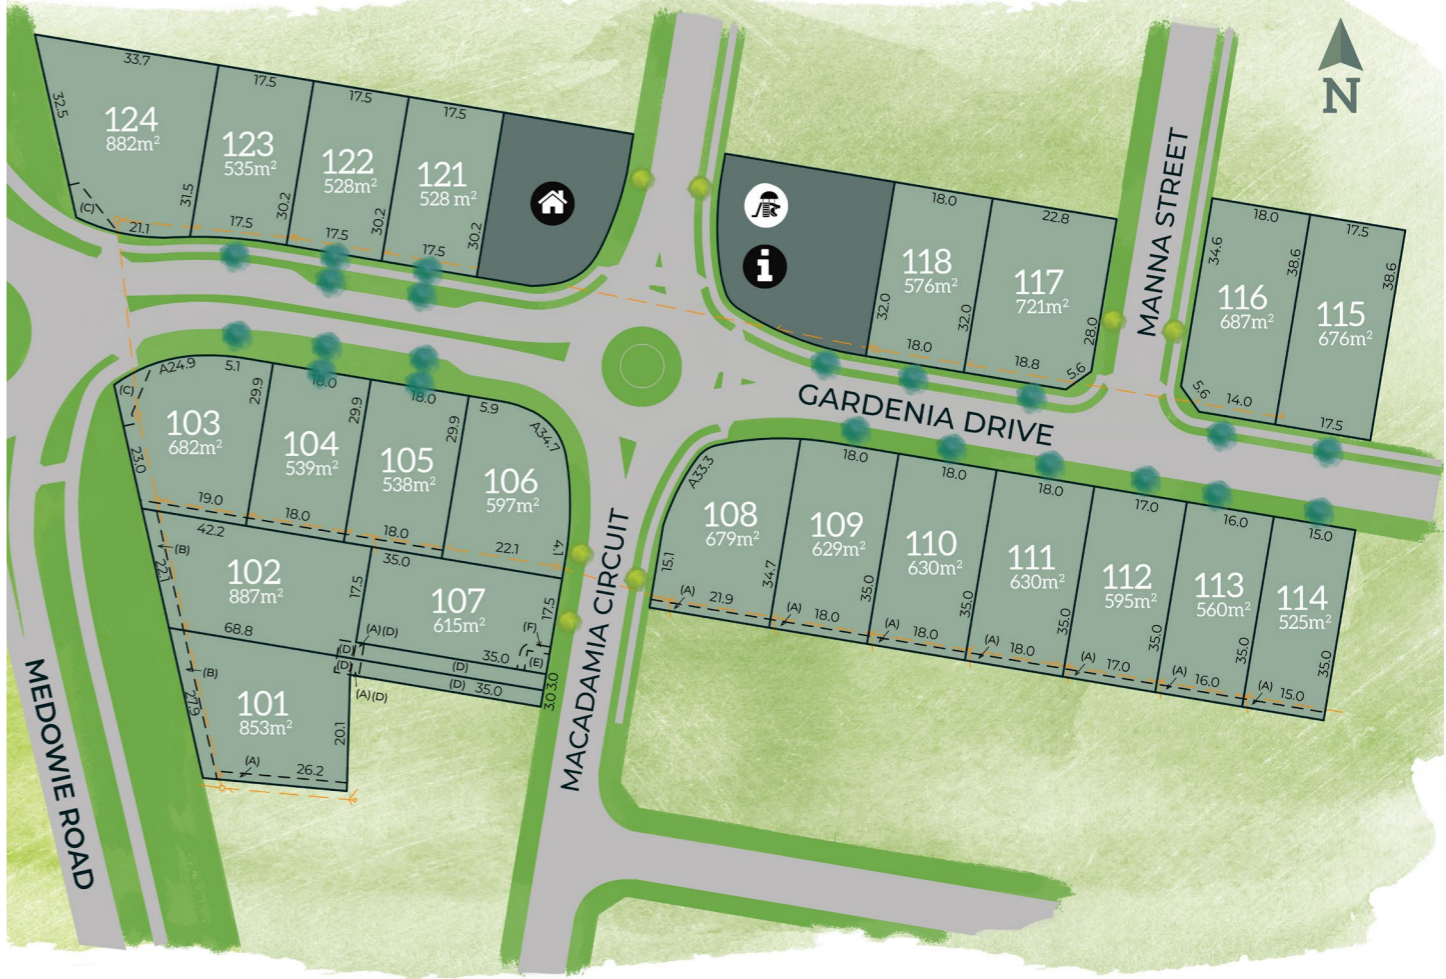 N
33.7
32.5
124
882m²
(C)
21.1
31.5
17.5
123
535m²
17.5
30.2
17.5
122
528m²
17.5
30.2
17.5
121
528 m²
17.5
30.2
i
18.0
118
576m²
32.0
18.0
32.0
22.8
117
721m²
28.0
18.8
5.6
MANNA STREET
18.0
34.6
116
687m²
38.6
5.6
14.0
17.5
115
676m²
38.6
17.5
GARDENIA DRIVE
A24.9
5.1
(C)
103
682m²
23.0
29.9
19.0
18.0
104
539m²
29.9
18.0
18.0
105
538m²
29.9
18.0
5.9
A34.7
106
597m²
4.1
22.1
42.2
(B)
22.1
102
887m²
17.5
68.8
35.0
107
615m²
17.5
(A)(D)
(D)
(D)
35.0
(F)
(E)
(D)
(D) 35.0
3.0
3.0
(A)(D)
(B)
27.9
101
853m²
20.1
(A)
26.2
MEDOWIE ROAD
MACADAMIA CIRCUIT
A33.3
108
679m²
15.1
34.7
(A)
21.9
18.0
109
629m²
35.0
(A)
18.0
18.0
110
630m²
35.0
(A)
18.0
18.0
111
630m²
35.0
(A)
18.0
17.0
112
595m²
35.0
(A)
17.0
16.0
113
560m²
35.0
(A)
16.0
15.0
114
525m²
35.0
(A)
15.0